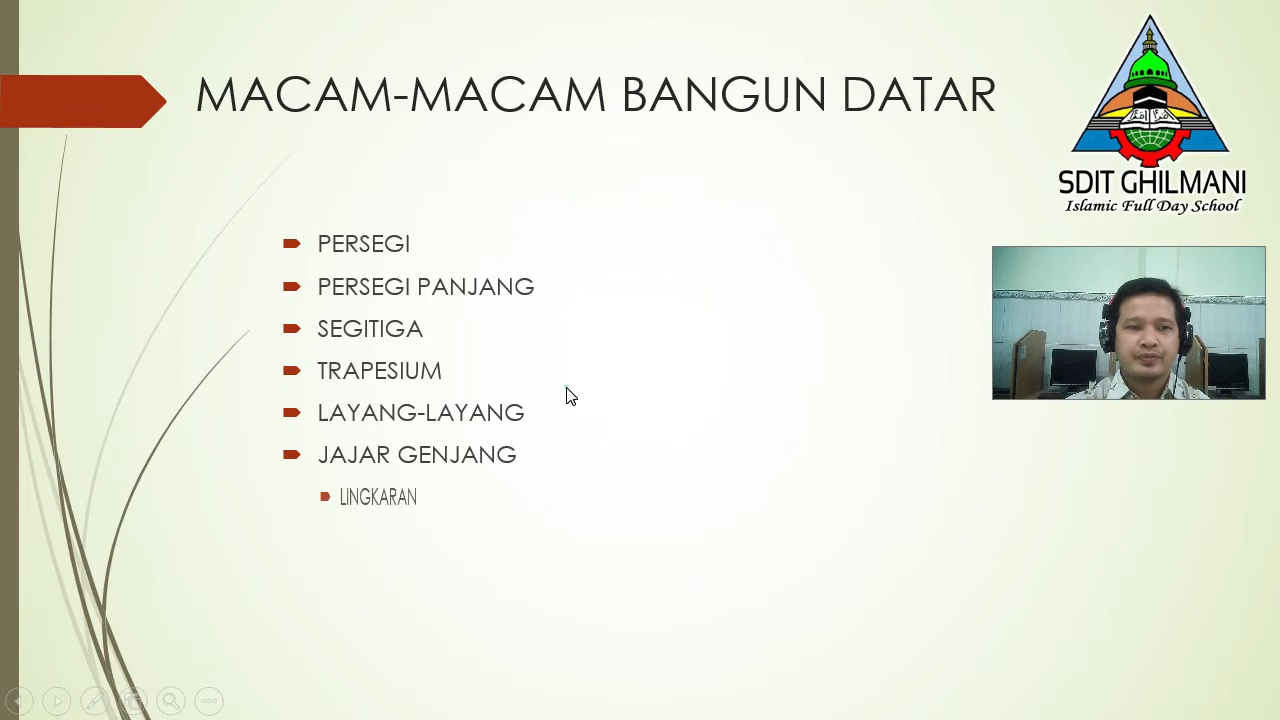 MACAM-MACAM BANGUN DATAR
SDIT GHILMANI
Islamic Full Day School
PERSEGI
PERSEGI PANJANG
SEGITIGA
TRAPESIUM
LAYANG-LAYANG
JAJAR GENJANG
LINGKARAN